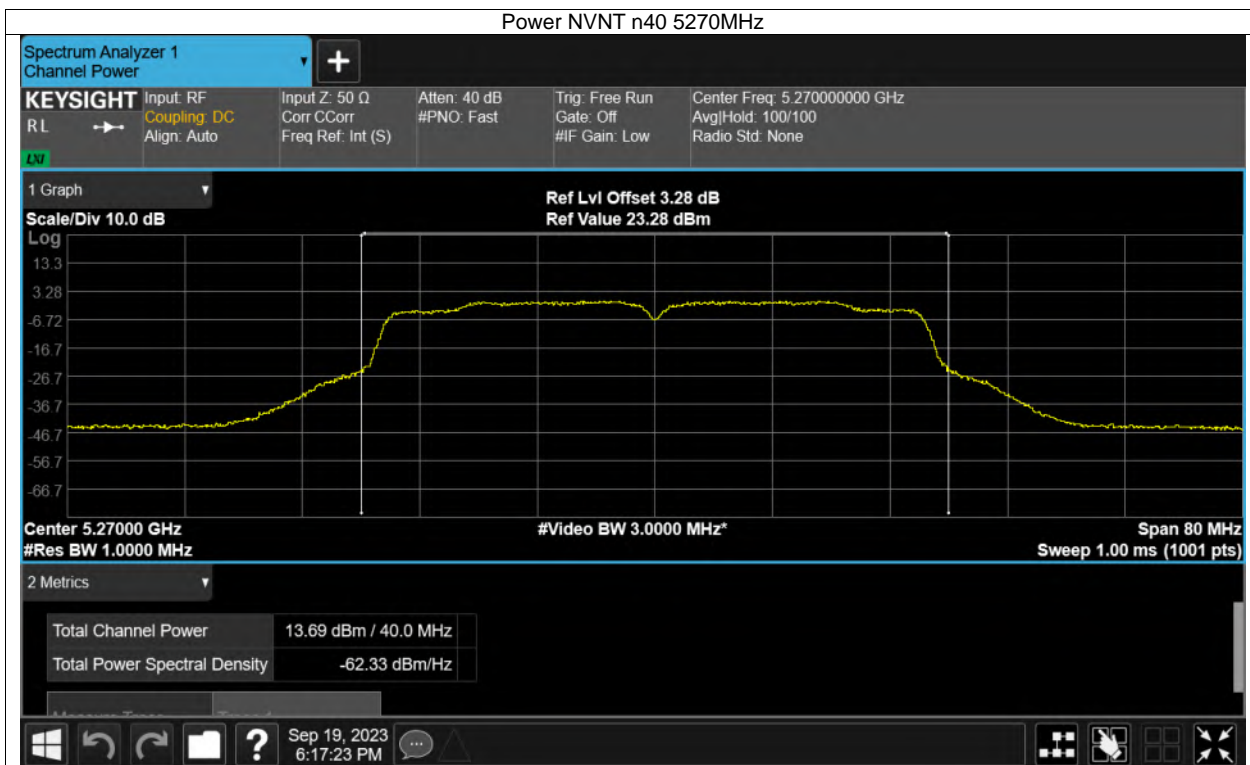 Power NVNT n40 5270MHz
Spectrum Analyzer 1
Channel Power
+
KEYSIGHT Input: RF Input Z: 50 Ω Atten: 40 dB Trig: Free Run Center Freq: 5.270000000 GHz
RL Coupling: DC Corr CCorr #PNO: Fast Gate: Off Avg|Hold: 100/100
Align: Auto Freq Ref: Int (S) #IF Gain: Low Radio Std: None
LXI
1 Graph
Ref Lvl Offset 3.28 dB
Scale/Div 10.0 dB Ref Value 23.28 dBm
Log
13.3
3.28
-6.72
-16.7
-26.7
-36.7
-46.7
-56.7
-66.7
Center 5.27000 GHz #Video BW 3.0000 MHz* Span 80 MHz
#Res BW 1.0000 MHz Sweep 1.00 ms (1001 pts)
2 Metrics
Total Channel Power 13.69 dBm / 40.0 MHz
Total Power Spectral Density -62.33 dBm/Hz
?
Sep 19, 2023
6:17:23 PM